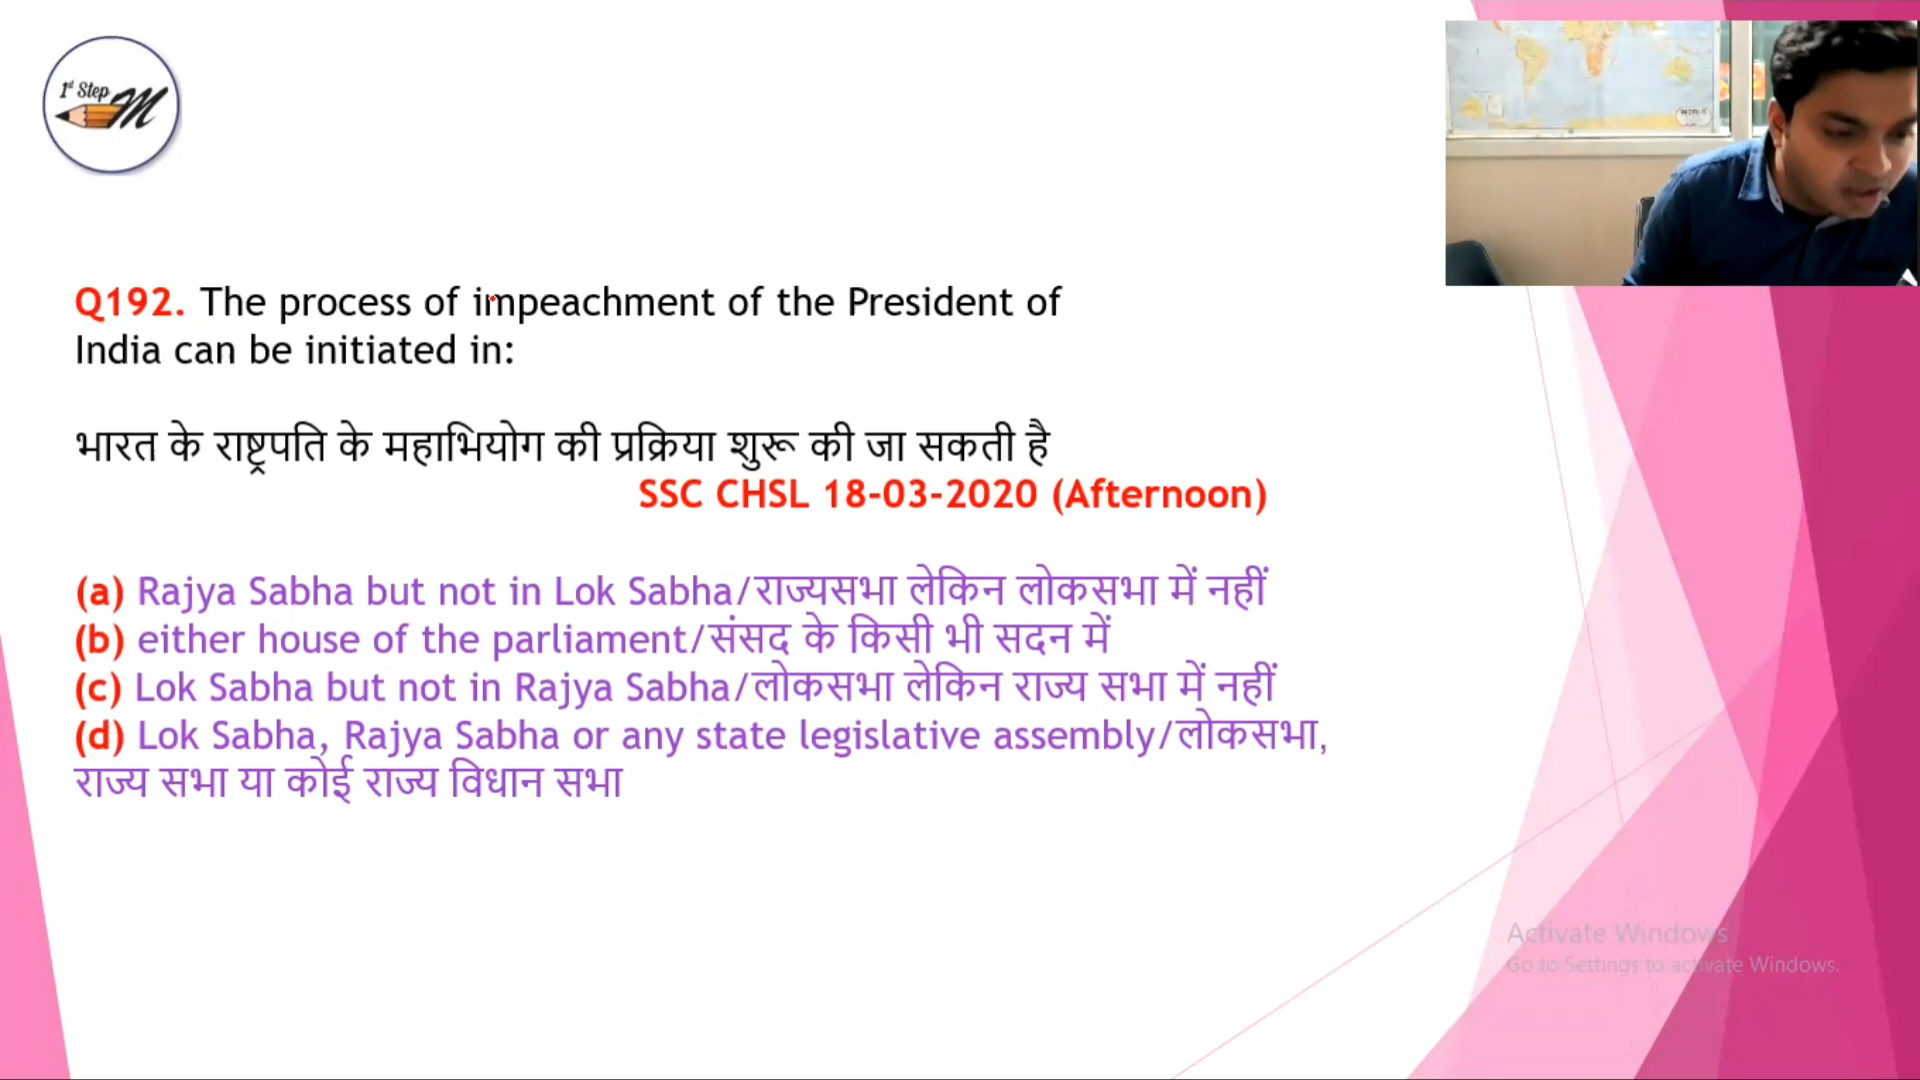 1st Step
M
Q192. The process of impeachment of the President of
India can be initiated in:
भारत के राष्ट्रपति के महाभियोग की प्रक्रिया शुरू की जा सकती है
SSC CHSL 18-03-2020 (Afternoon)
(a) Rajya Sabha but not in Lok Sabha/राज्यसभा लेकिन लोकसभा में नहीं
(b) either house of the parliament/संसद के किसी भी सदन में
(c) Lok Sabha but not in Rajya Sabha/लोकसभा लेकिन राज्य सभा में नहीं
(d) Lok Sabha, Rajya Sabha or any state legislative assembly/लोकसभा,
राज्य सभा या कोई राज्य विधान सभा
WORLD
Activate Windows
Go to Settings to activate Windows.